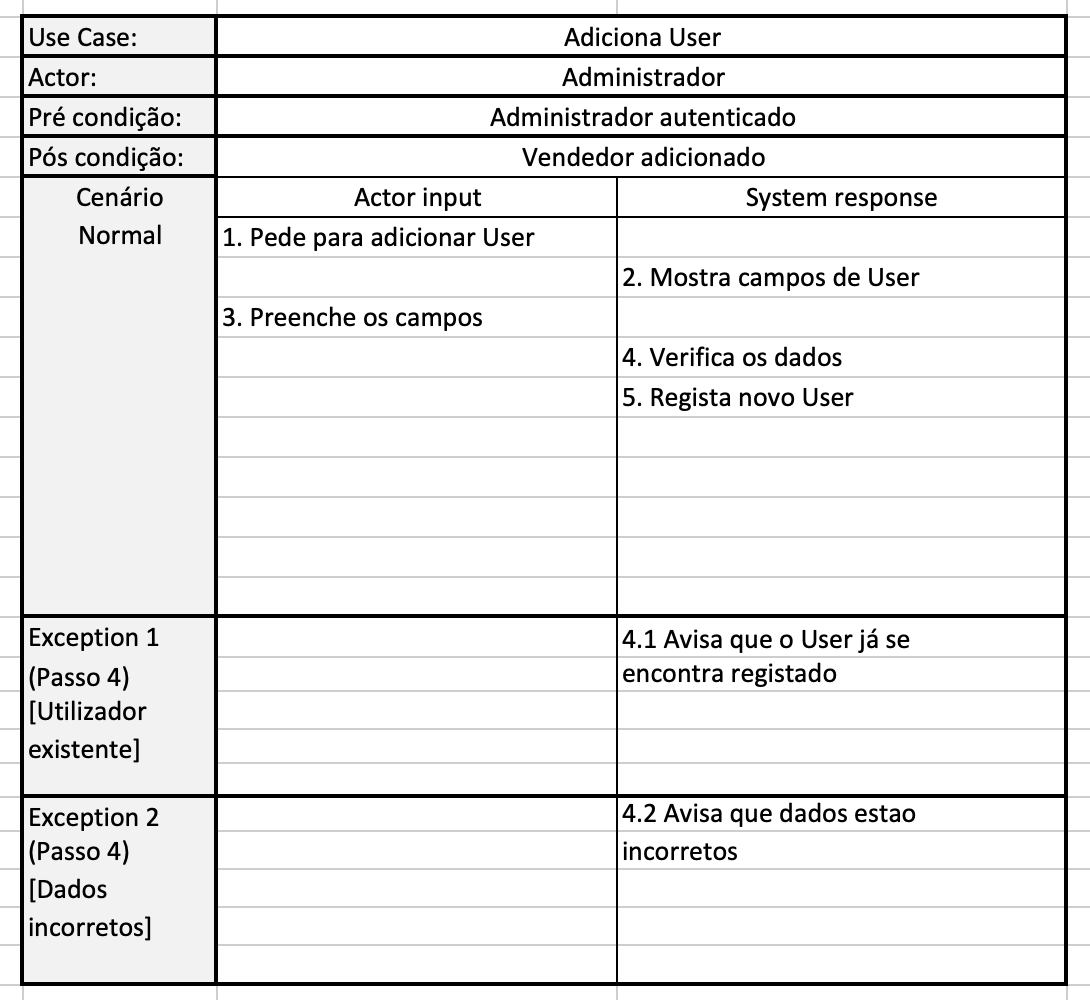 Use Case: Adiciona User
Actor: Administrador
Pré condição: Administrador autenticado
Pós condição: Vendedor adicionado
Cenário
Normal
Actor input System response
1. Pede para adicionar User
2. Mostra campos de User
3. Preenche os campos
4. Verifica os dados
5. Regista novo User
Exception 1
(Passo 4)
[Utilizador
existente]
4.1 Avisa que o User já se
encontra registado
Exception 2
(Passo 4)
[Dados
incorretos]
4.2 Avisa que dados estao
incorretos